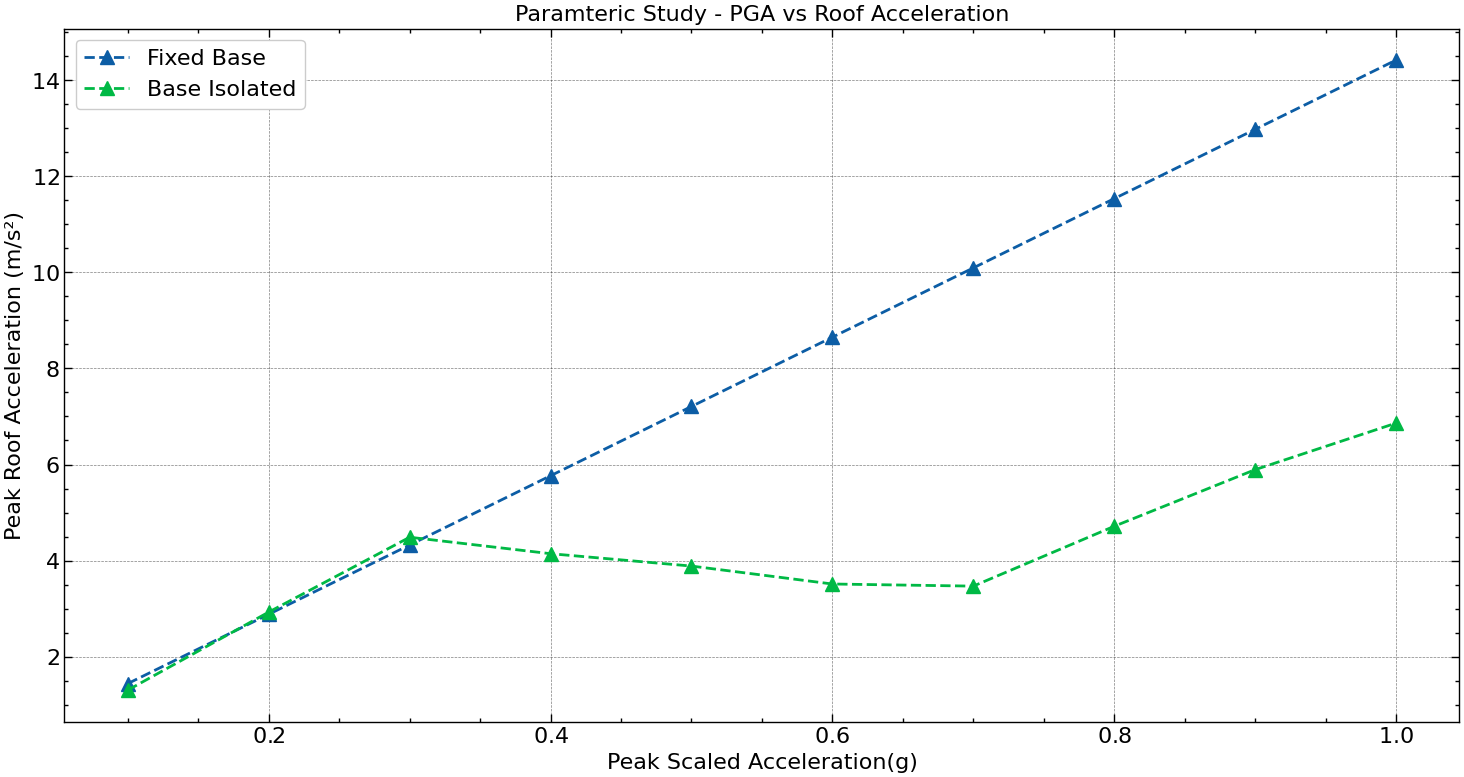 Paramteric Study - PGA vs Roof Acceleration
Fixed Base
Base Isolated
Peak Roof Acceleration (m/s²)
14
12
10
8
6
4
2
0.2
0.4
0.6
0.8
1.0
Peak Scaled Acceleration(g)